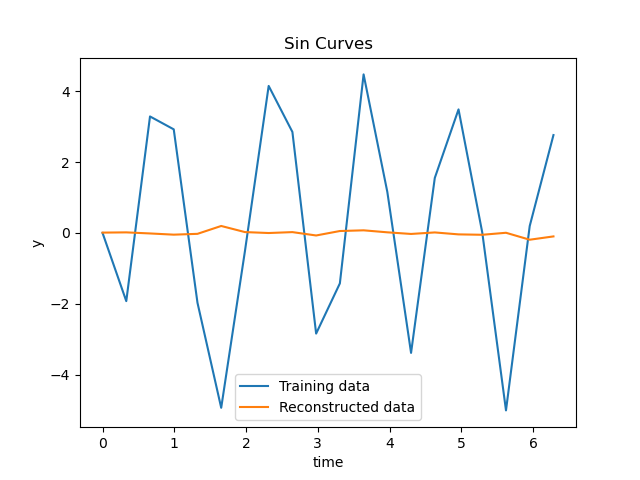 Sin Curves
4
2
0
−2
−4
y
0 1 2 3 4 5 6
time
Training data
Reconstructed data